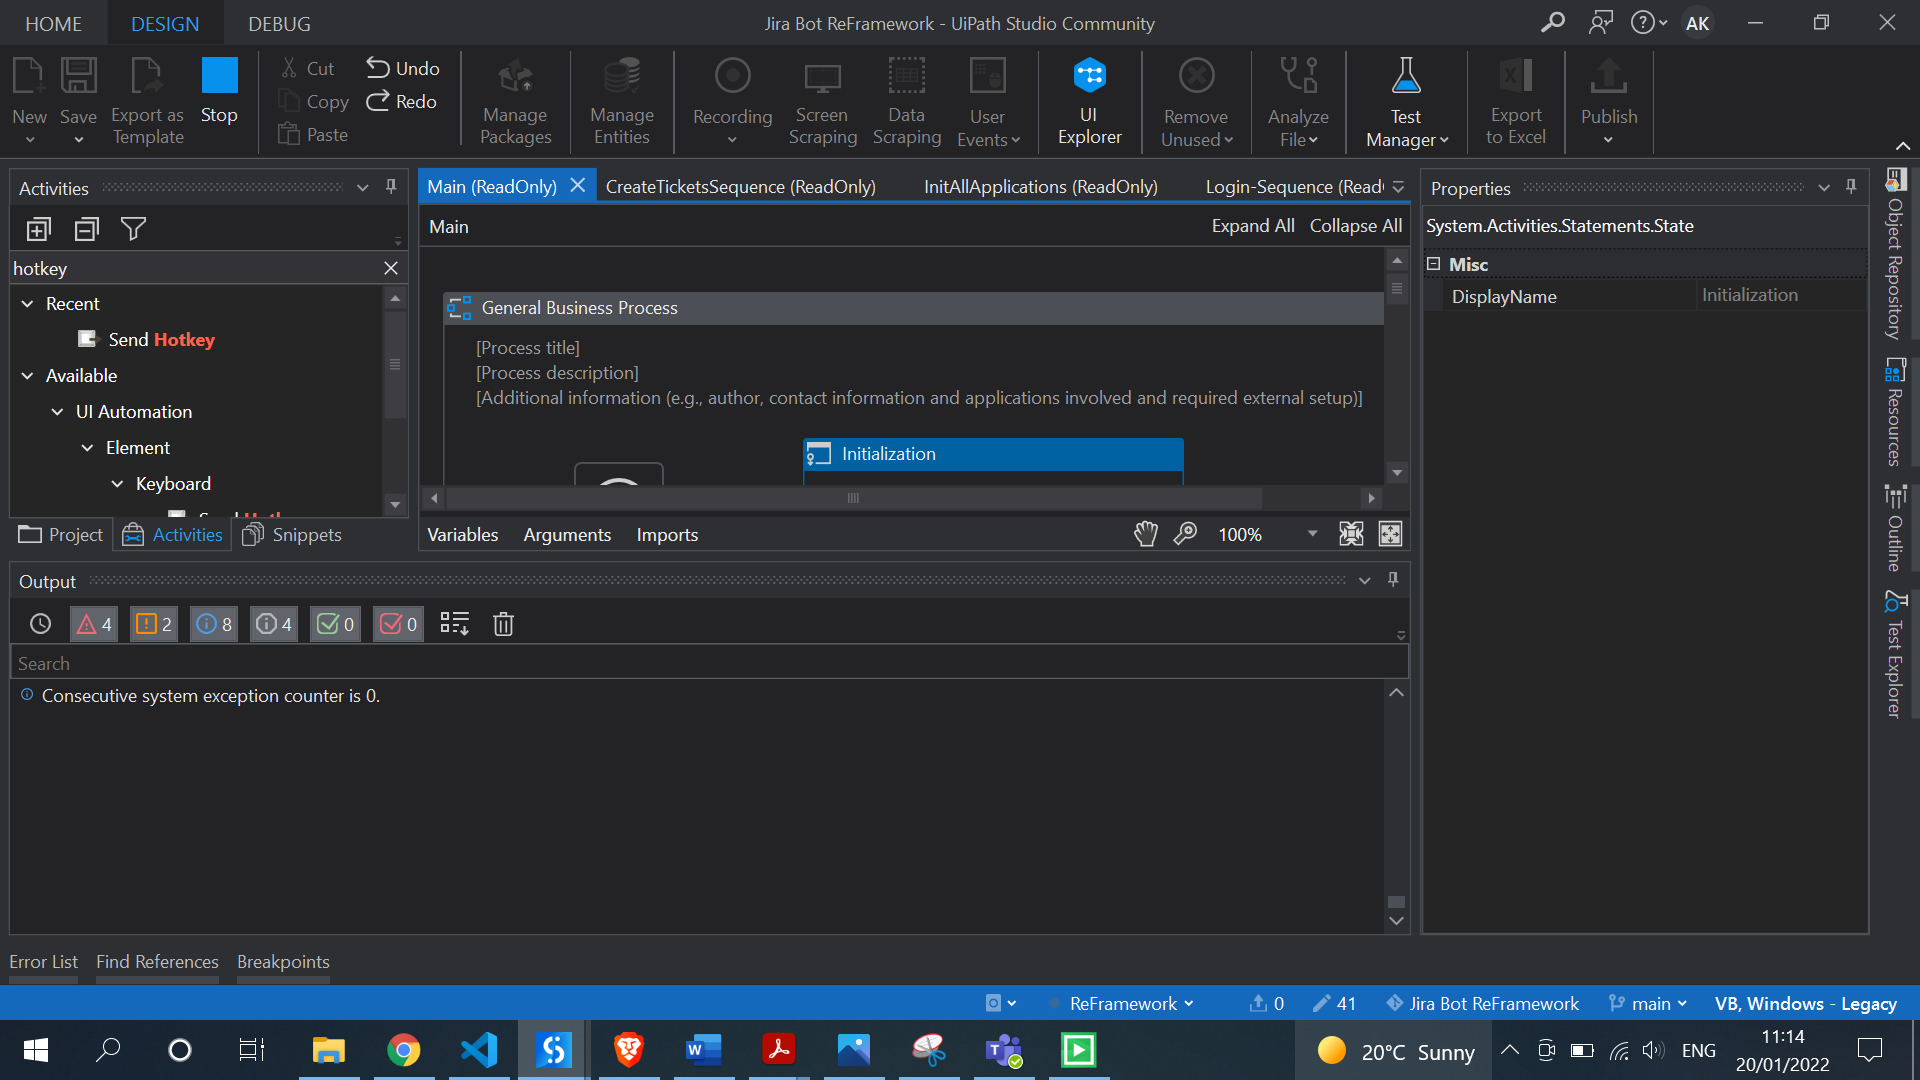 HOME DESIGN DEBUG Jira Bot ReFramework - UiPath Studio Community AK
New Save Export as Template Stop Cut Copy Paste Undo Redo Manage Packages Manage Entities Recording Screen Scraping Data Scraping User Events UI Explorer Remove Unused Analyze File Test Manager Export to Excel Publish
Activities
hotkey
Recent
Send Hotkey
Available
UI Automation
Element
Keyboard
Project Activities Snippets
Main (ReadOnly) CreateTicketsSequence (ReadOnly) InitAllApplications (ReadOnly) Login-Sequence (Read
Main Expand All Collapse All
General Business Process
[Process title]
[Process description]
[Additional information (e.g., author, contact information and applications involved and required external setup)]
Initialization
Variables Arguments Imports 100%
Properties
System.Activities.Statements.State
Misc
DisplayName Initialization
Object Repository
Resources
Outline
Test Explorer
Output
4 2 8 4 0 0
Search
Consecutive system exception counter is 0.
Error List Find References Breakpoints
ReFramework 0 41 Jira Bot ReFramework main VB, Windows - Legacy
20°C Sunny ENG 11:14
20/01/2022